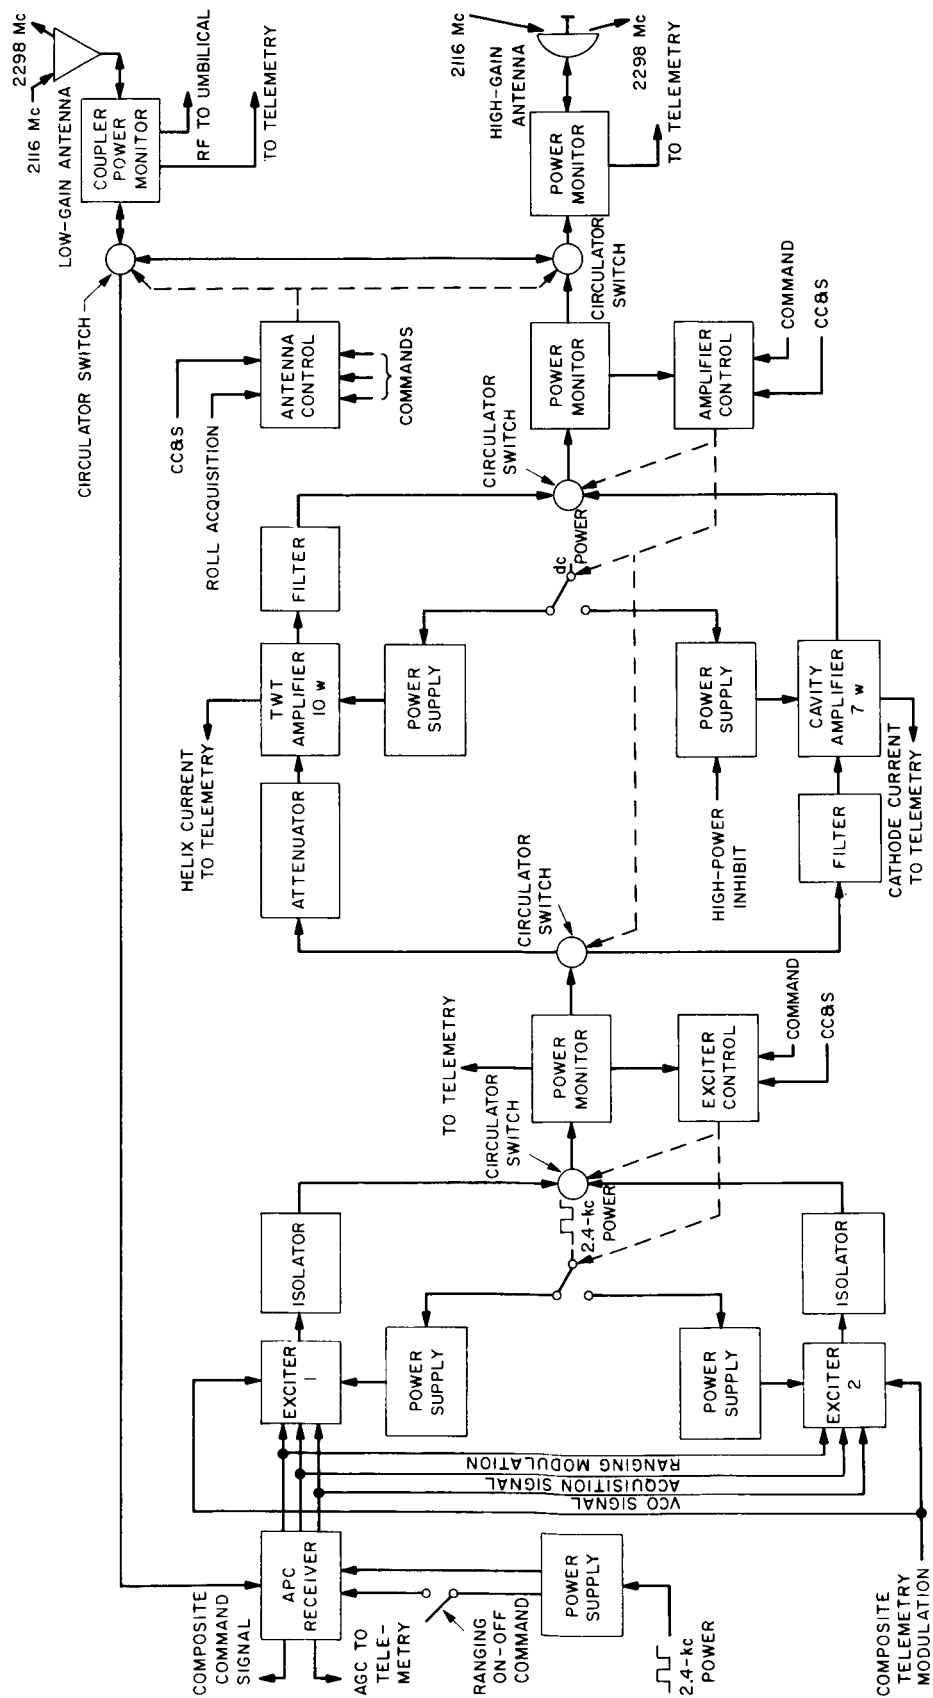 COMPOSITE
COMMAND
SIGNAL
AGC TO
TELE-
METRY
RANGING
ON-OFF
COMMAND
2.4-kc
POWER
COMPOSITE
TELEMETRY
MODULATION
APC
RECEIVER
POWER
SUPPLY
VCO SIGNAL
ACQUISITION SIGNAL
RANGING MODULATION
EXCITER
1
POWER
SUPPLY
POWER
SUPPLY
EXCITER
2
ISOLATOR
ISOLATOR
2.4-kc
POWER
CIRCULATOR
SWITCH
TO TELEMETRY
POWER
MONITOR
EXCITER
CONTROL
COMMAND
CC&S
CIRCULATOR
SWITCH
HELIX CURRENT
TO TELEMETRY
ATTENUATOR
TWT
AMPLIFIER
10 w
FILTER
POWER
SUPPLY
POWER
SUPPLY
HIGH-POWER
INHIBIT
FILTER
CAVITY
AMPLIFIER
7 w
CATHODE CURRENT
TO TELEMETRY
dc
POWER
CIRCULATOR
SWITCH
POWER
MONITOR
AMPLIFIER
CONTROL
COMMAND
CC&S
CC&S
ROLL ACQUISITION
ANTENNA
CONTROL
COMMANDS
CIRCULATOR SWITCH
CIRCULATOR
SWITCH
LOW-GAIN ANTENNA
COUPLER
POWER
MONITOR
2116 Mc
2298 Mc
RF TO UMBILICAL
TO TELEMETRY
POWER
MONITOR
HIGH-GAIN
ANTENNA
2116 Mc
2298 Mc
TO TELEMETRY